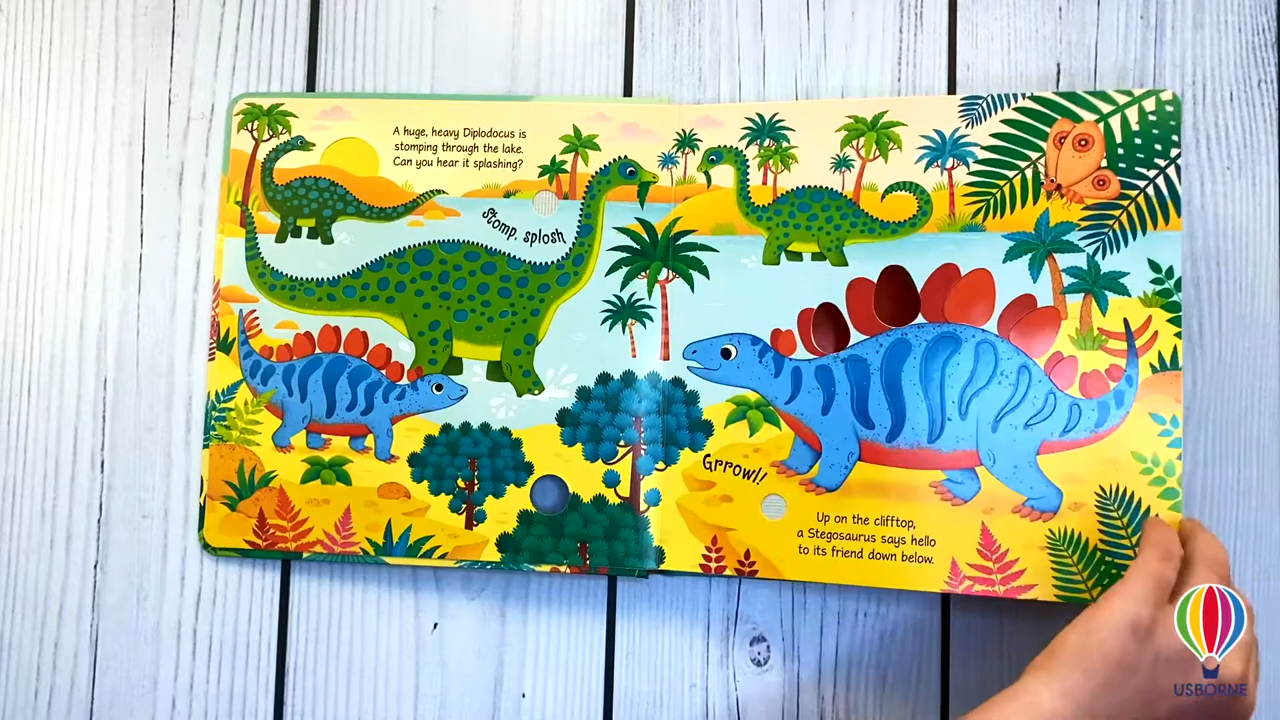 A huge, heavy Diplodocus is
stomping through the lake.
Can you hear it splashing?
Stomp, splosh
Grrowl!
Up on the clifftop,
a Stegosaurus says hello
to its friend down below.
USBORNE